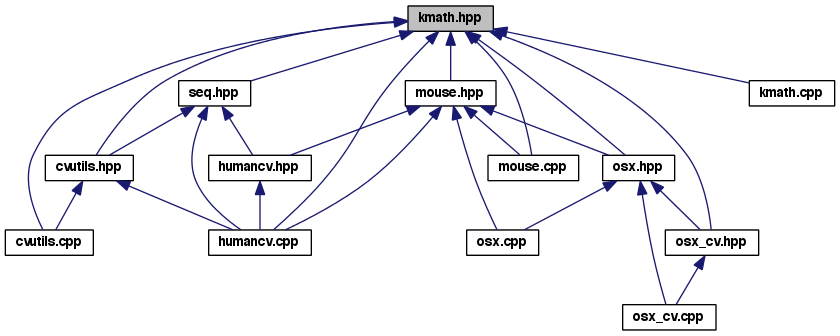 kmath.hpp
seq.hpp
mouse.hpp
kmath.cpp
cvutils.hpp
humancv.hpp
mouse.cpp
osx.hpp
cvutils.cpp
humancv.cpp
osx.cpp
osx_cv.hpp
osx_cv.cpp